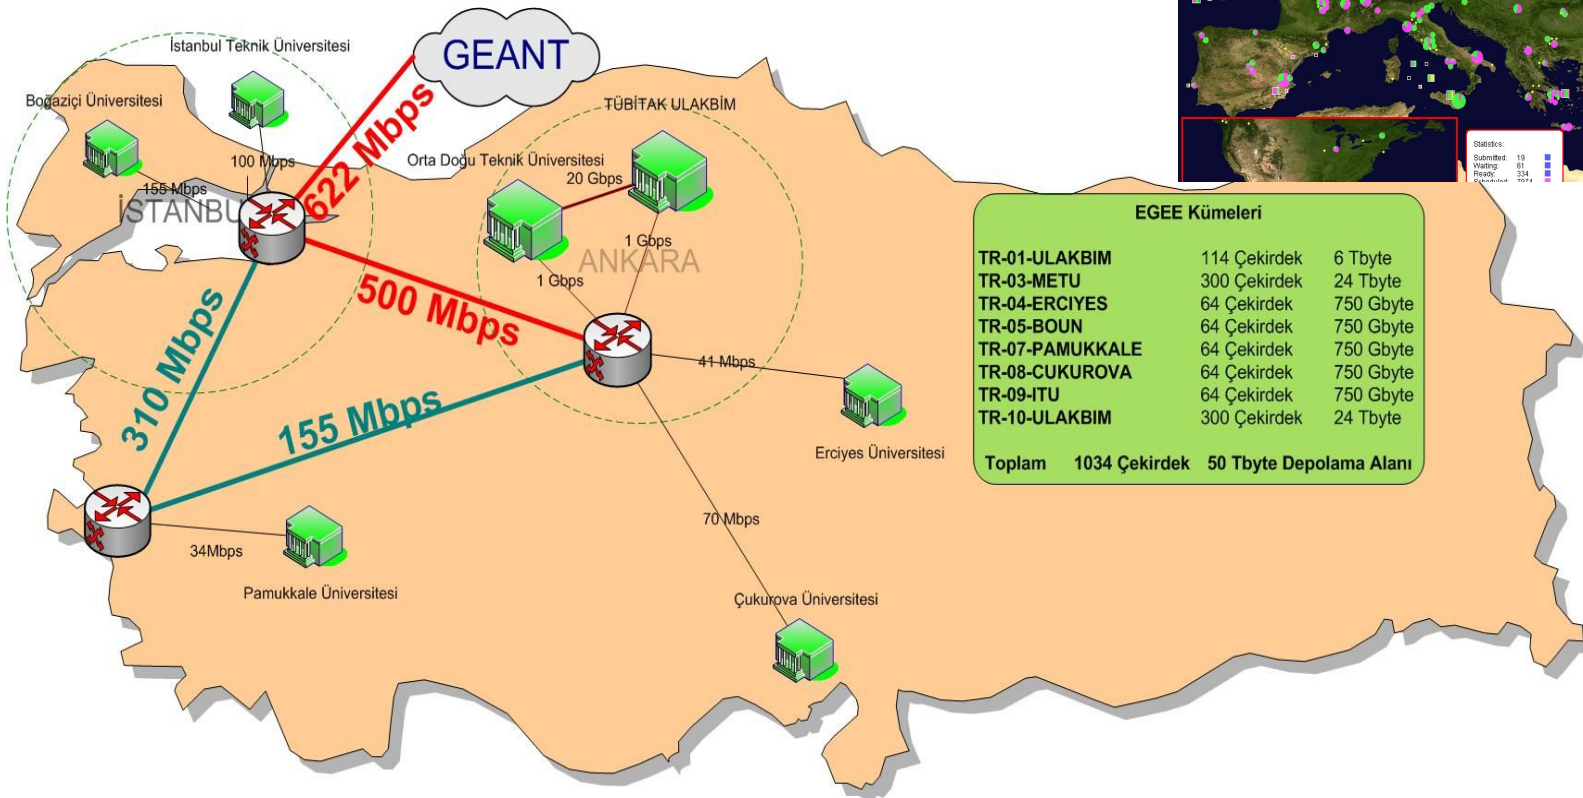 GEANT
İstanbul Teknik Üniversitesi
Boğaziçi Üniversitesi
TÜBİTAK ULAKBİM
Orta Doğu Teknik Üniversitesi
20 Gbps
100 Mbps
155 Mbps
622 Mbps
İSTANBU
1 Gbps
ANKARA
1 Gbps
500 Mbps
310 Mbps
155 Mbps
41 Mbps
Erciyes Üniversitesi
70 Mbps
34Mbps
Pamukkale Üniversitesi
Çukurova Üniversitesi
Statistics:
Submitted: 19
Waiting: 61
Ready: 334
EGEE Kümeleri
TR-01-ULAKBIM 114 Çekirdek 6 Tbyte
TR-03-METU 300 Çekirdek 24 Tbyte
TR-04-ERCIYES 64 Çekirdek 750 Gbyte
TR-05-BOUN 64 Çekirdek 750 Gbyte
TR-07-PAMUKKALE 64 Çekirdek 750 Gbyte
TR-08-CUKUROVA 64 Çekirdek 750 Gbyte
TR-09-ITU 64 Çekirdek 750 Gbyte
TR-10-ULAKBIM 300 Çekirdek 24 Tbyte
Toplam 1034 Çekirdek 50 Tbyte Depolama Alanı